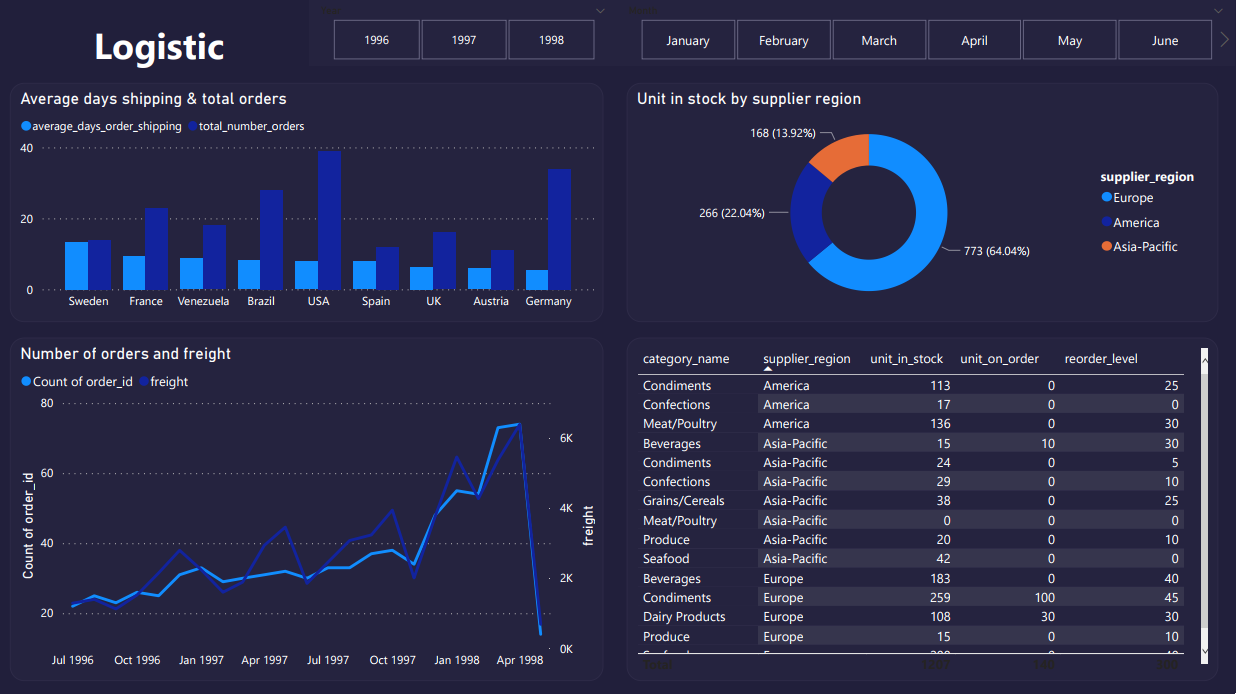 Logistic
1996 1997 1998
January February March April May June
Average days shipping & total orders
average_days_order_shipping total_number_orders
40
20
0
Sweden France Venezuela Brazil USA Spain UK Austria Germany
Unit in stock by supplier region
168 (13.92%)
266 (22.04%)
773 (64.04%)
supplier_region
Europe
America
Asia-Pacific
Number of orders and freight
Count of order_id freight
80
60
40
20
Count of order_id
6K
4K
2K
0K
freight
Jul 1996 Oct 1996 Jan 1997 Apr 1997 Jul 1997 Oct 1997 Jan 1998 Apr 1998
category_name supplier_region unit_in_stock unit_on_order reorder_level
Condiments America 113 0 25
Confections America 17 0 0
Meat/Poultry America 136 0 30
Beverages Asia-Pacific 15 10 30
Condiments Asia-Pacific 24 0 5
Confections Asia-Pacific 29 0 10
Grains/Cereals Asia-Pacific 38 0 25
Meat/Poultry Asia-Pacific 0 0 0
Produce Asia-Pacific 20 0 10
Seafood Asia-Pacific 42 0 0
Beverages Europe 183 0 40
Condiments Europe 259 100 45
Dairy Products Europe 108 30 30
Produce Europe 15 0 10